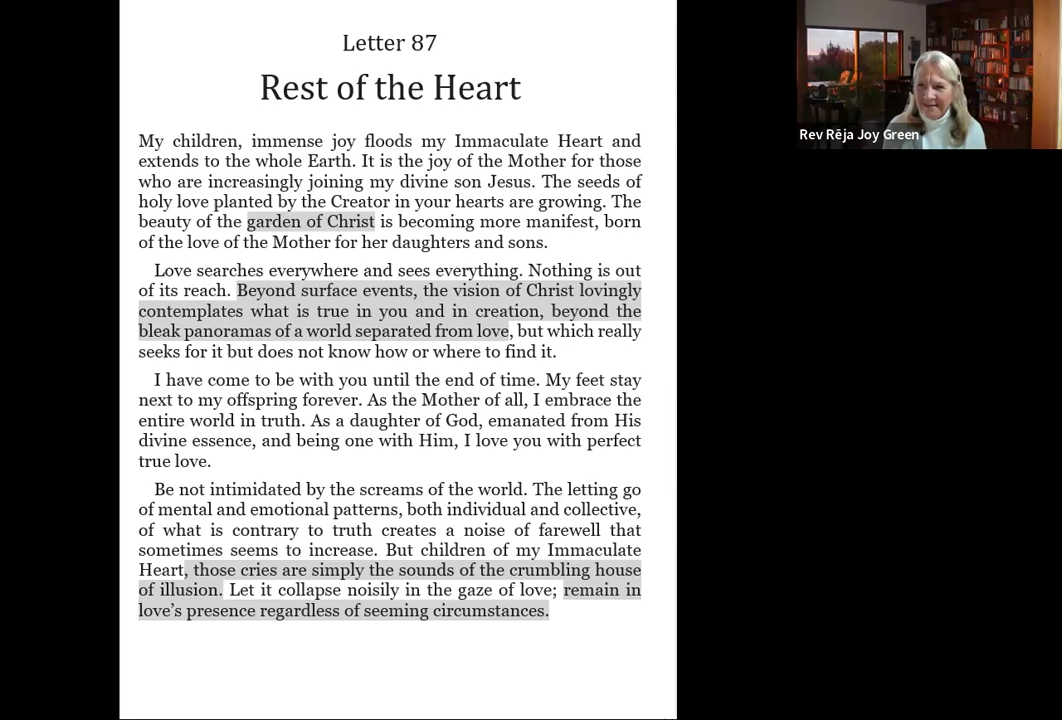 Letter 87
Rest of the Heart
My children, immense joy floods my Immaculate Heart and
extends to the whole Earth. It is the joy of the Mother for those
who are increasingly joining my divine son Jesus. The seeds of
holy love planted by the Creator in your hearts are growing. The
beauty of the garden of Christ is becoming more manifest, born
of the love of the Mother for her daughters and sons.
Love searches everywhere and sees everything. Nothing is out
of its reach. Beyond surface events, the vision of Christ lovingly
contemplates what is true in you and in creation, beyond the
bleak panoramas of a world separated from love, but which really
seeks for it but does not know how or where to find it.
I have come to be with you until the end of time. My feet stay
next to my offspring forever. As the Mother of all, I embrace the
entire world in truth. As a daughter of God, emanated from His
divine essence, and being one with Him, I love you with perfect
true love.
Be not intimidated by the screams of the world. The letting go
of mental and emotional patterns, both individual and collective,
of what is contrary to truth creates a noise of farewell that
sometimes seems to increase. But children of my Immaculate
Heart, those cries are simply the sounds of the crumbling house
of illusion. Let it collapse noisily in the gaze of love; remain in
love’s presence regardless of seeming circumstances.
Rev Rēja Joy Green